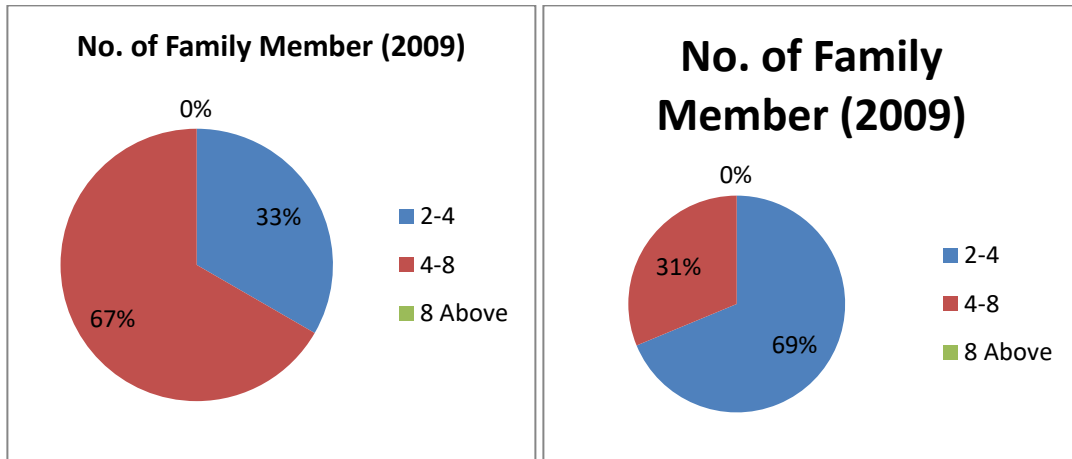 No. of Family Member (2009)
0%
33%
67%
2-4
4-8
8 Above
No. of Family
Member (2009)
0%
31%
69%
2-4
4-8
8 Above